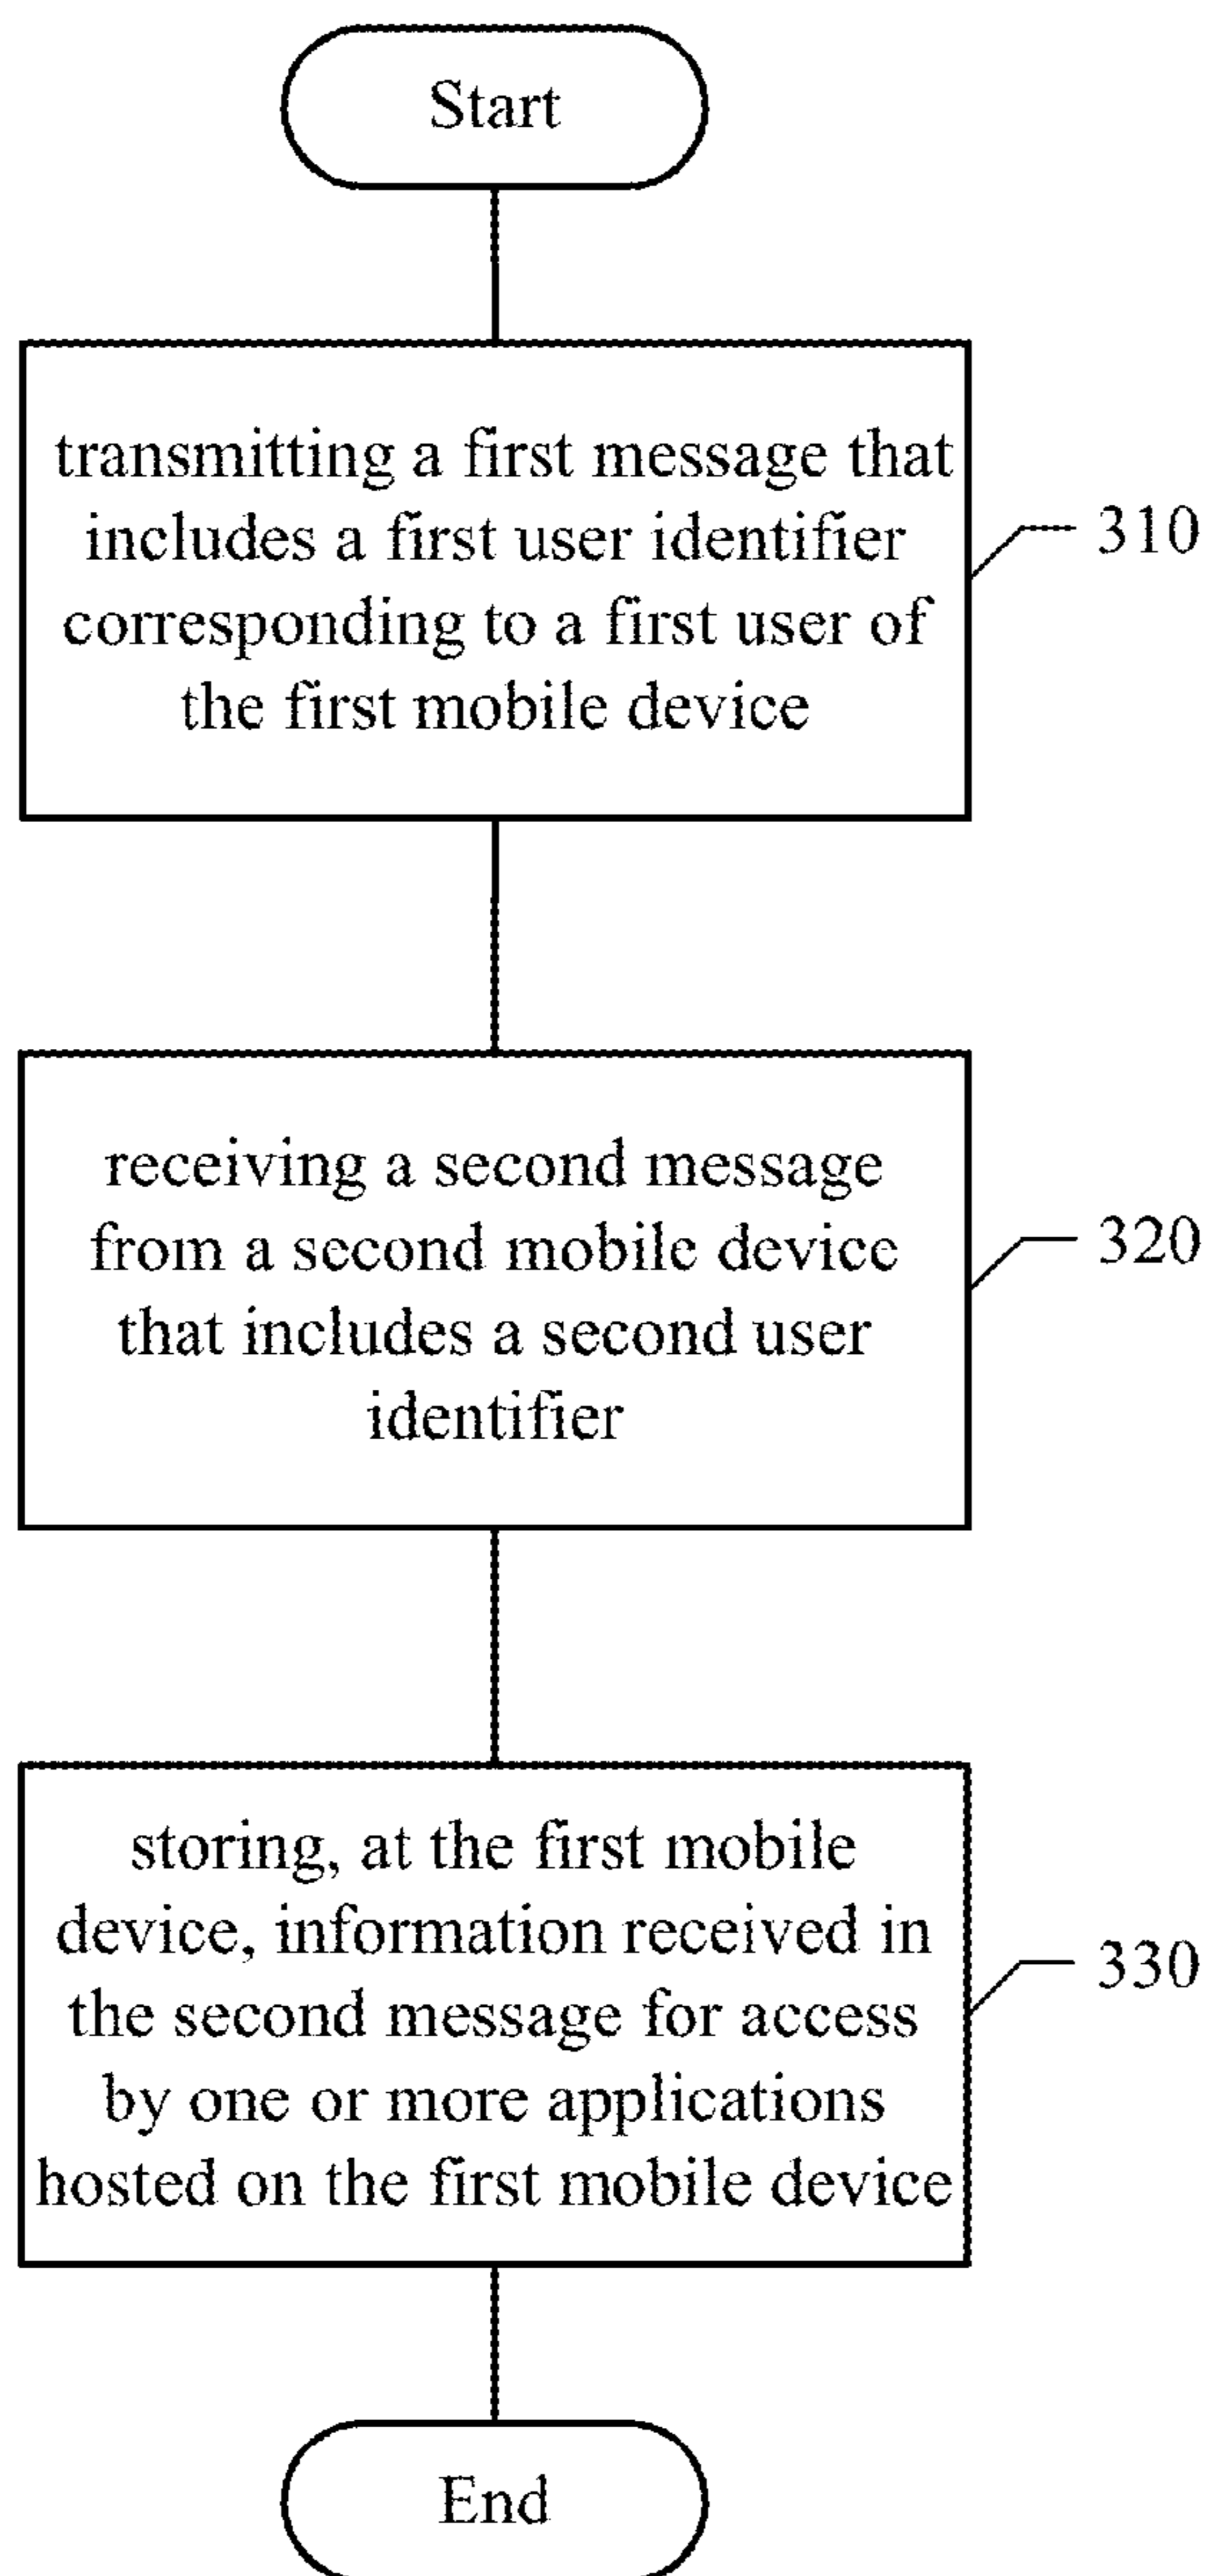 Start
transmitting a first message that
includes a first user identifier
corresponding to a first user of
the first mobile device
310
receiving a second message
from a second mobile device
that includes a second user
identifier
320
storing, at the first mobile
device, information received in
the second message for access
by one or more applications
hosted on the first mobile device
330
End